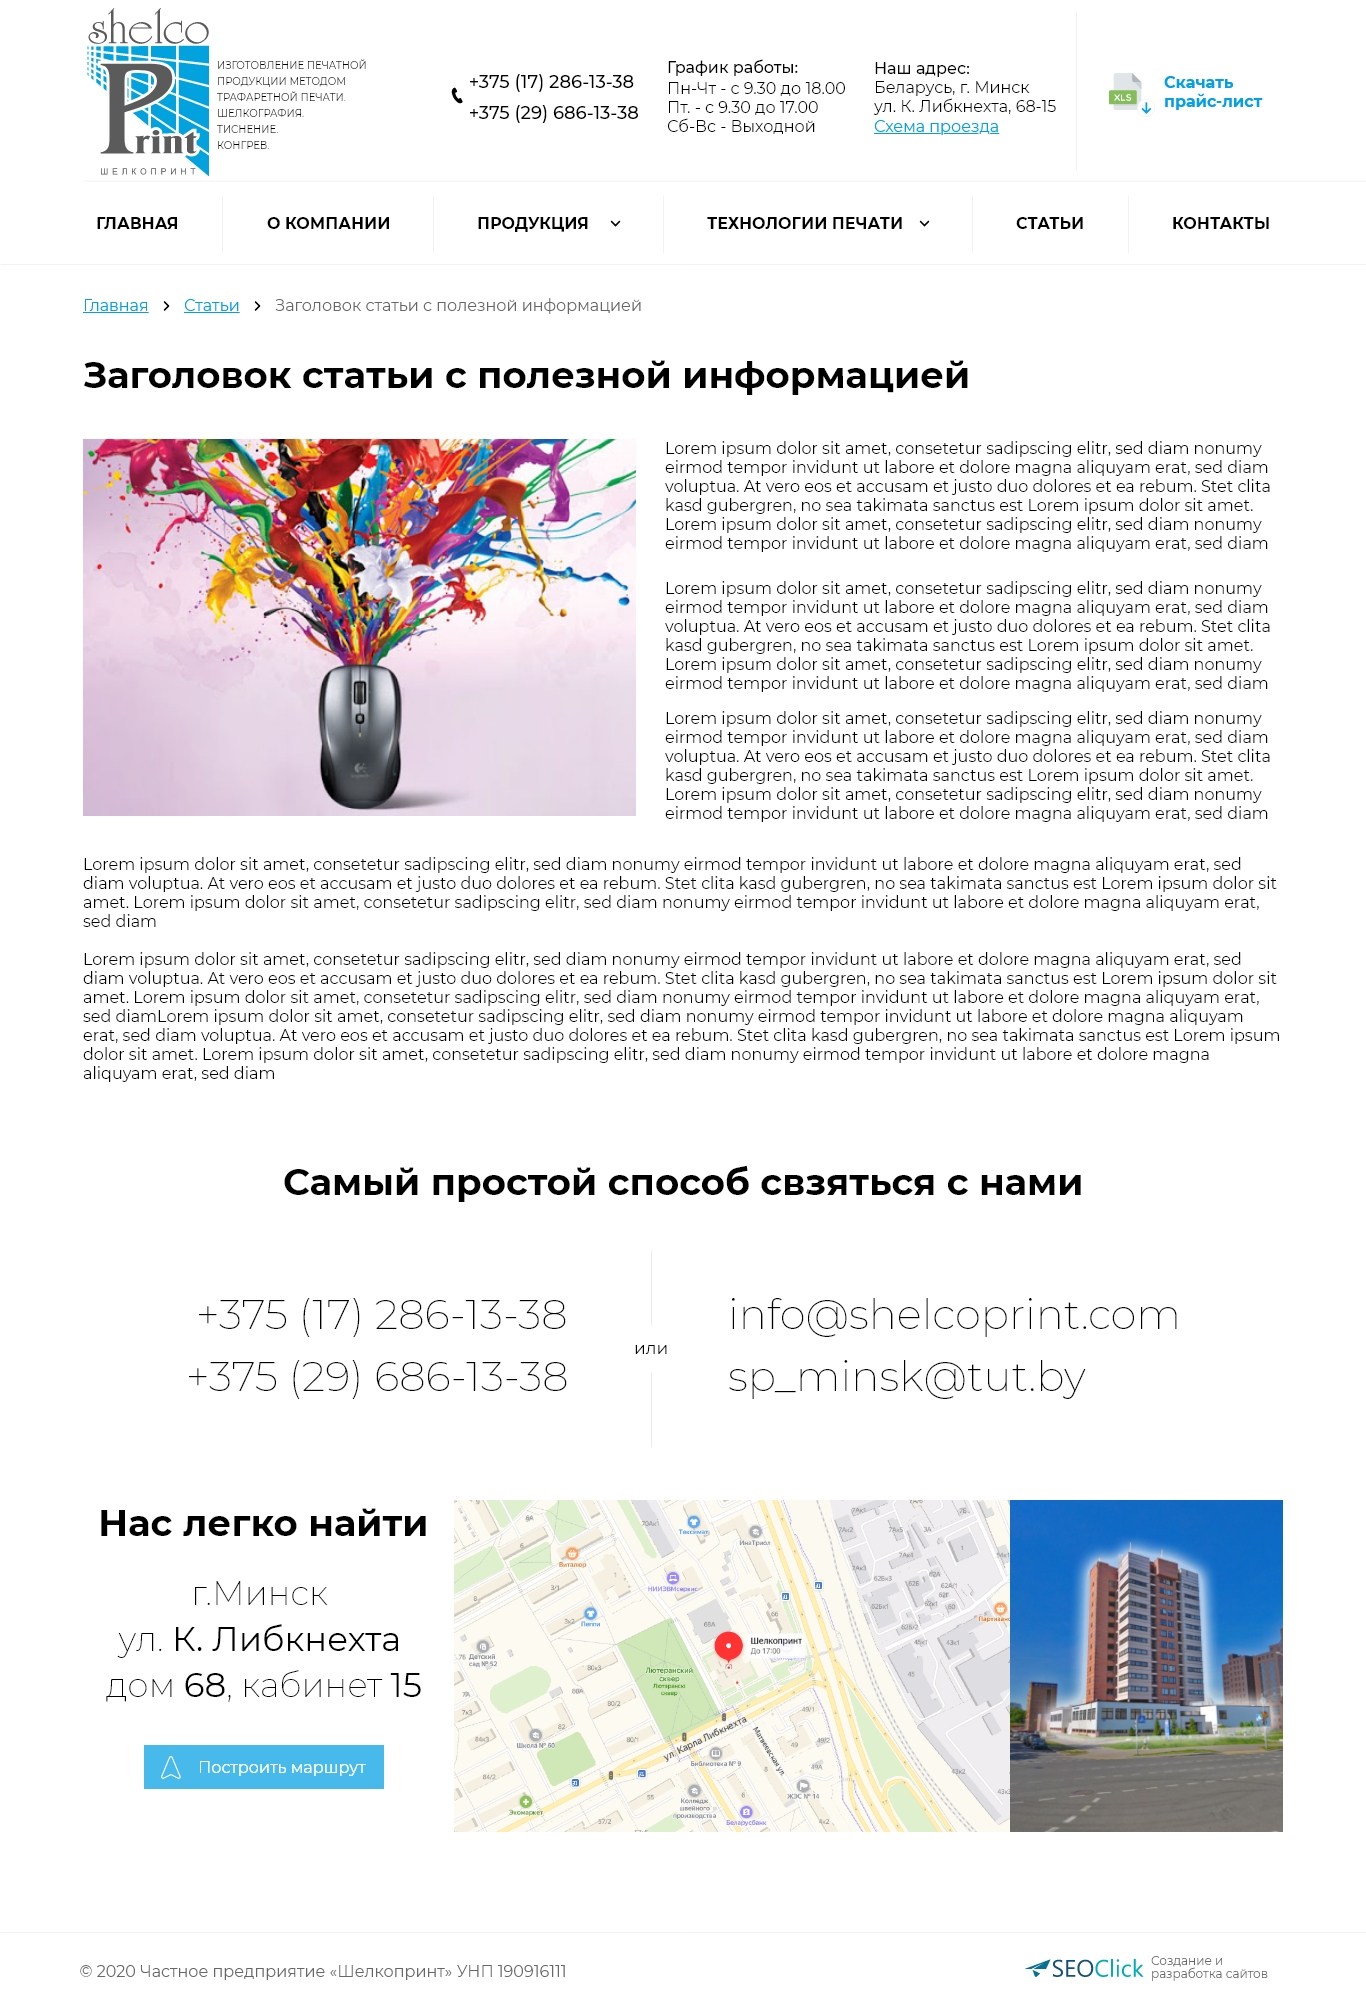 shelco
Print
ШЕЛКОПРИНТ
ИЗГОТОВЛЕНИЕ ПЕЧАТНОЙ
ПРОДУКЦИИ МЕТОДОМ
ТРАФАРЕТНОЙ ПЕЧАТИ.
ШЕЛКОГРАФИЯ.
ТИСНЕНИЕ.
КОНГРЕВ.
+375 (17) 286-13-38
+375 (29) 686-13-38
График работы:
Пн-Чт - с 9.30 до 18.00
Пт. - с 9.30 до 17.00
Сб-Вс - Выходной
Наш адрес:
Беларусь, г. Минск
ул. К. Либкнехта, 68-15
Схема проезда
XLS
Скачать
прайс-лист
ГЛАВНАЯ
О КОМПАНИИ
ПРОДУКЦИЯ
ТЕХНОЛОГИИ ПЕЧАТИ
СТАТЬИ
КОНТАКТЫ
Главная > Статьи > Заголовок статьи с полезной информацией
Заголовок статьи с полезной информацией
Lorem ipsum dolor sit amet, consetetur sadipscing elitr, sed diam nonumy
eirmod tempor invidunt ut labore et dolore magna aliquyam erat, sed diam
voluptua. At vero eos et accusam et justo duo dolores et ea rebum. Stet clita
kasd gubergren, no sea takimata sanctus est Lorem ipsum dolor sit amet.
Lorem ipsum dolor sit amet, consetetur sadipscing elitr, sed diam nonumy
eirmod tempor invidunt ut labore et dolore magna aliquyam erat, sed diam
Lorem ipsum dolor sit amet, consetetur sadipscing elitr, sed diam nonumy
eirmod tempor invidunt ut labore et dolore magna aliquyam erat, sed diam
voluptua. At vero eos et accusam et justo duo dolores et ea rebum. Stet clita
kasd gubergren, no sea takimata sanctus est Lorem ipsum dolor sit amet.
Lorem ipsum dolor sit amet, consetetur sadipscing elitr, sed diam nonumy
eirmod tempor invidunt ut labore et dolore magna aliquyam erat, sed diam
Lorem ipsum dolor sit amet, consetetur sadipscing elitr, sed diam nonumy
eirmod tempor invidunt ut labore et dolore magna aliquyam erat, sed diam
voluptua. At vero eos et accusam et justo duo dolores et ea rebum. Stet clita
kasd gubergren, no sea takimata sanctus est Lorem ipsum dolor sit amet.
Lorem ipsum dolor sit amet, consetetur sadipscing elitr, sed diam nonumy
eirmod tempor invidunt ut labore et dolore magna aliquyam erat, sed diam
Lorem ipsum dolor sit amet, consetetur sadipscing elitr, sed diam nonumy eirmod tempor invidunt ut labore et dolore magna aliquyam erat, sed
diam voluptua. At vero eos et accusam et justo duo dolores et ea rebum. Stet clita kasd gubergren, no sea takimata sanctus est Lorem ipsum dolor sit
amet. Lorem ipsum dolor sit amet, consetetur sadipscing elitr, sed diam nonumy eirmod tempor invidunt ut labore et dolore magna aliquyam erat,
sed diam
Lorem ipsum dolor sit amet, consetetur sadipscing elitr, sed diam nonumy eirmod tempor invidunt ut labore et dolore magna aliquyam erat, sed
diam voluptua. At vero eos et accusam et justo duo dolores et ea rebum. Stet clita kasd gubergren, no sea takimata sanctus est Lorem ipsum dolor sit
amet. Lorem ipsum dolor sit amet, consetetur sadipscing elitr, sed diam nonumy eirmod tempor invidunt ut labore et dolore magna aliquyam erat,
sed diamLorem ipsum dolor sit amet, consetetur sadipscing elitr, sed diam nonumy eirmod tempor invidunt ut labore et dolore magna aliquyam
erat, sed diam voluptua. At vero eos et accusam et justo duo dolores et ea rebum. Stet clita kasd gubergren, no sea takimata sanctus est Lorem ipsum
dolor sit amet. Lorem ipsum dolor sit amet, consetetur sadipscing elitr, sed diam nonumy eirmod tempor invidunt ut labore et dolore magna
aliquyam erat, sed diam
Самый простой способ свзяться с нами
+375 (17) 286-13-38
+375 (29) 686-13-38
или
info@shelcoprint.com
sp_minsk@tut.by
Нас легко найти
г.Минск
ул. К. Либкнехта
дом 68, кабинет 15
Построить маршрут
Тексимат
ИнаТриол
Виталюр
НИИЭВМсервис
Пиппа
Партизанс
Детский
сад № 52
Шелкопринт
До 17:00
Лютеранский
сквер
ул. Карла Либкнехта
Матвеевская ул.
Школа № 60
Библиотека № 9
Колледж
швейного
производства
ЖЭС № 14
Экомаркет
Беларусбанк
© 2020 Частное предприятие «Шелкопринт» УНП 190916111
SEOClick
Создание и
разработка сайтов